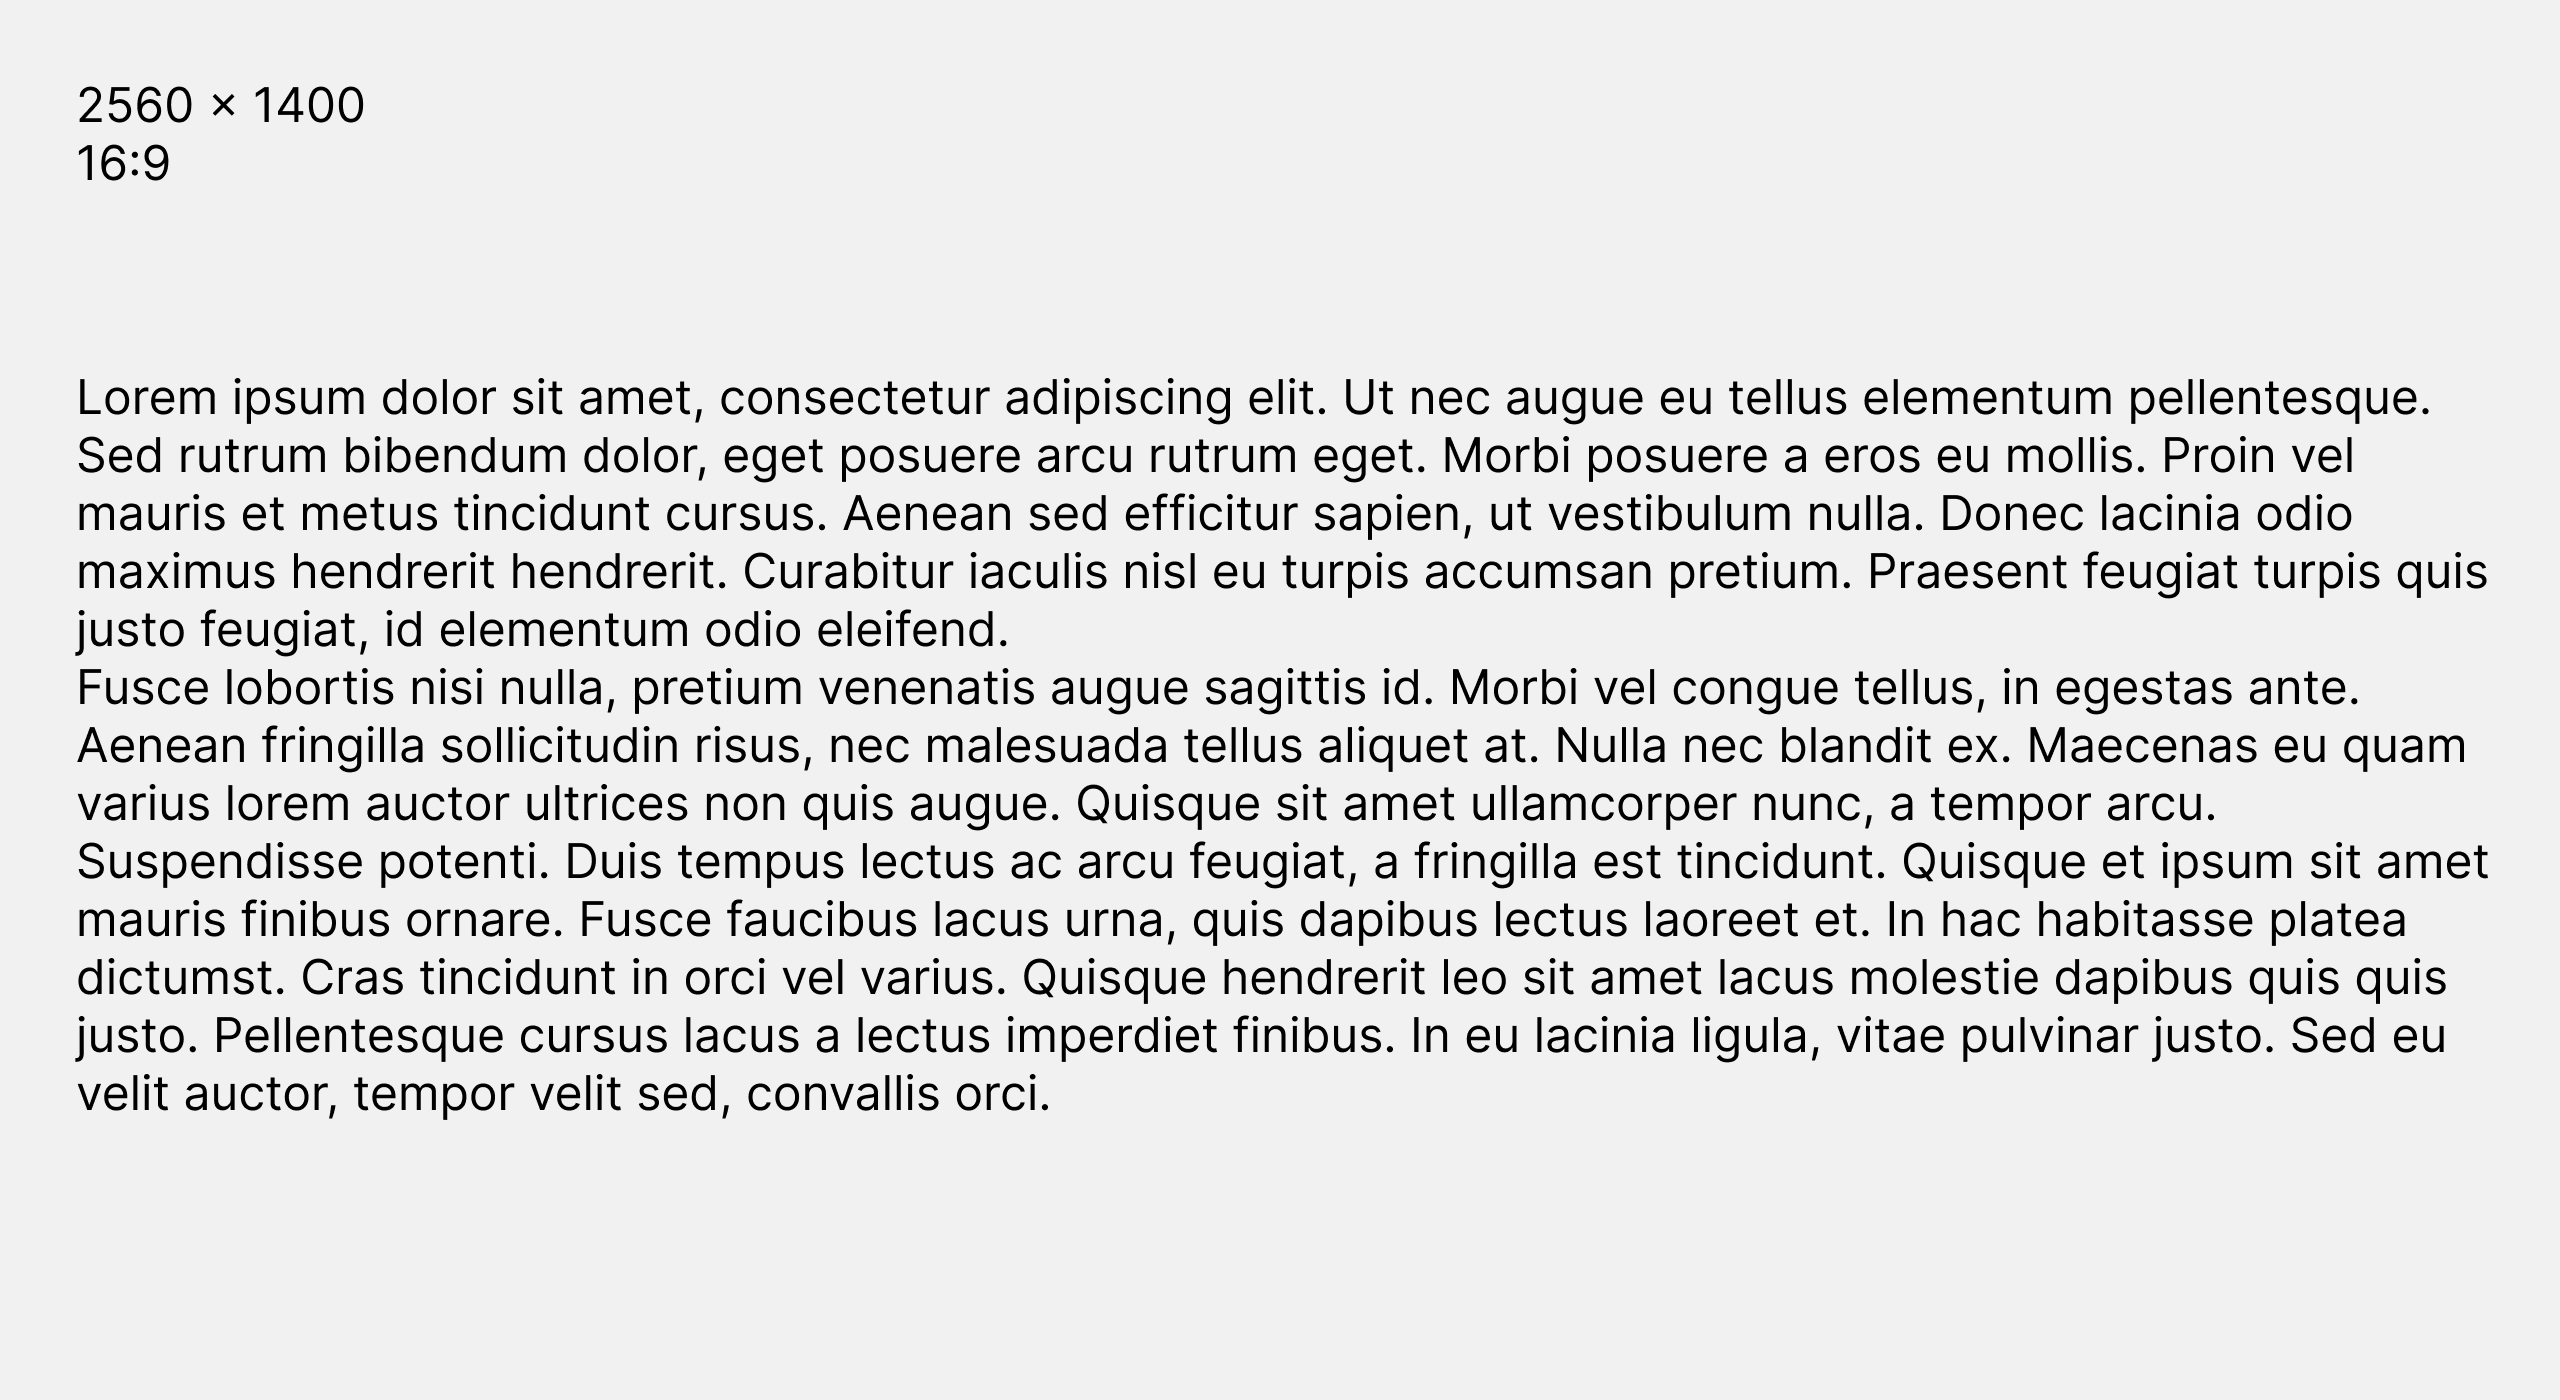 2560 × 1400
16:9
Lorem ipsum dolor sit amet, consectetur adipiscing elit. Ut nec augue eu tellus elementum pellentesque.
Sed rutrum bibendum dolor, eget posuere arcu rutrum eget. Morbi posuere a eros eu mollis. Proin vel
mauris et metus tincidunt cursus. Aenean sed efficitur sapien, ut vestibulum nulla. Donec lacinia odio
maximus hendrerit hendrerit. Curabitur iaculis nisl eu turpis accumsan pretium. Praesent feugiat turpis quis
justo feugiat, id elementum odio eleifend.
Fusce lobortis nisi nulla, pretium venenatis augue sagittis id. Morbi vel congue tellus, in egestas ante.
Aenean fringilla sollicitudin risus, nec malesuada tellus aliquet at. Nulla nec blandit ex. Maecenas eu quam
varius lorem auctor ultrices non quis augue. Quisque sit amet ullamcorper nunc, a tempor arcu.
Suspendisse potenti. Duis tempus lectus ac arcu feugiat, a fringilla est tincidunt. Quisque et ipsum sit amet
mauris finibus ornare. Fusce faucibus lacus urna, quis dapibus lectus laoreet et. In hac habitasse platea
dictumst. Cras tincidunt in orci vel varius. Quisque hendrerit leo sit amet lacus molestie dapibus quis quis
justo. Pellentesque cursus lacus a lectus imperdiet finibus. In eu lacinia ligula, vitae pulvinar justo. Sed eu
velit auctor, tempor velit sed, convallis orci.